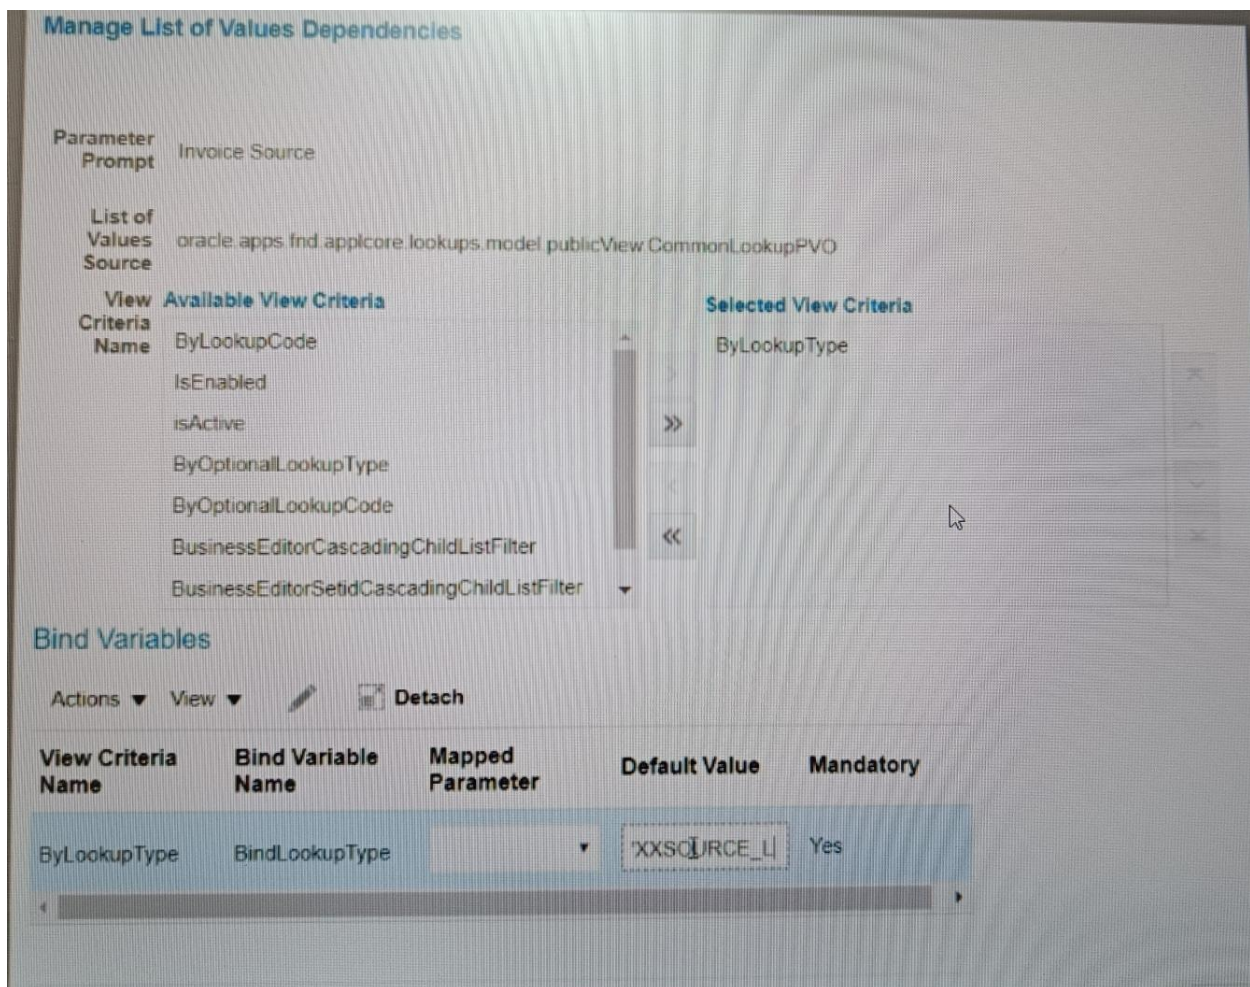 Manage List of Values Dependencies
Parameter
Prompt
Invoice Source
List of
Values
Source
oracle.apps.fnd.applcore.lookups.model.publicView.CommonLookupPVO
View
Criteria
Name
Available View Criteria
ByLookupCode
IsEnabled
isActive
ByOptionalLookupType
ByOptionalLookupCode
BusinessEditorCascadingChildListFilter
BusinessEditorSetidCascadingChildListFilter
Selected View Criteria
ByLookupType
Bind Variables
Actions View Detach
View Criteria
Name
Bind Variable
Name
Mapped
Parameter
Default Value
Mandatory
ByLookupType BindLookupType 'XXSOURCE_L Yes